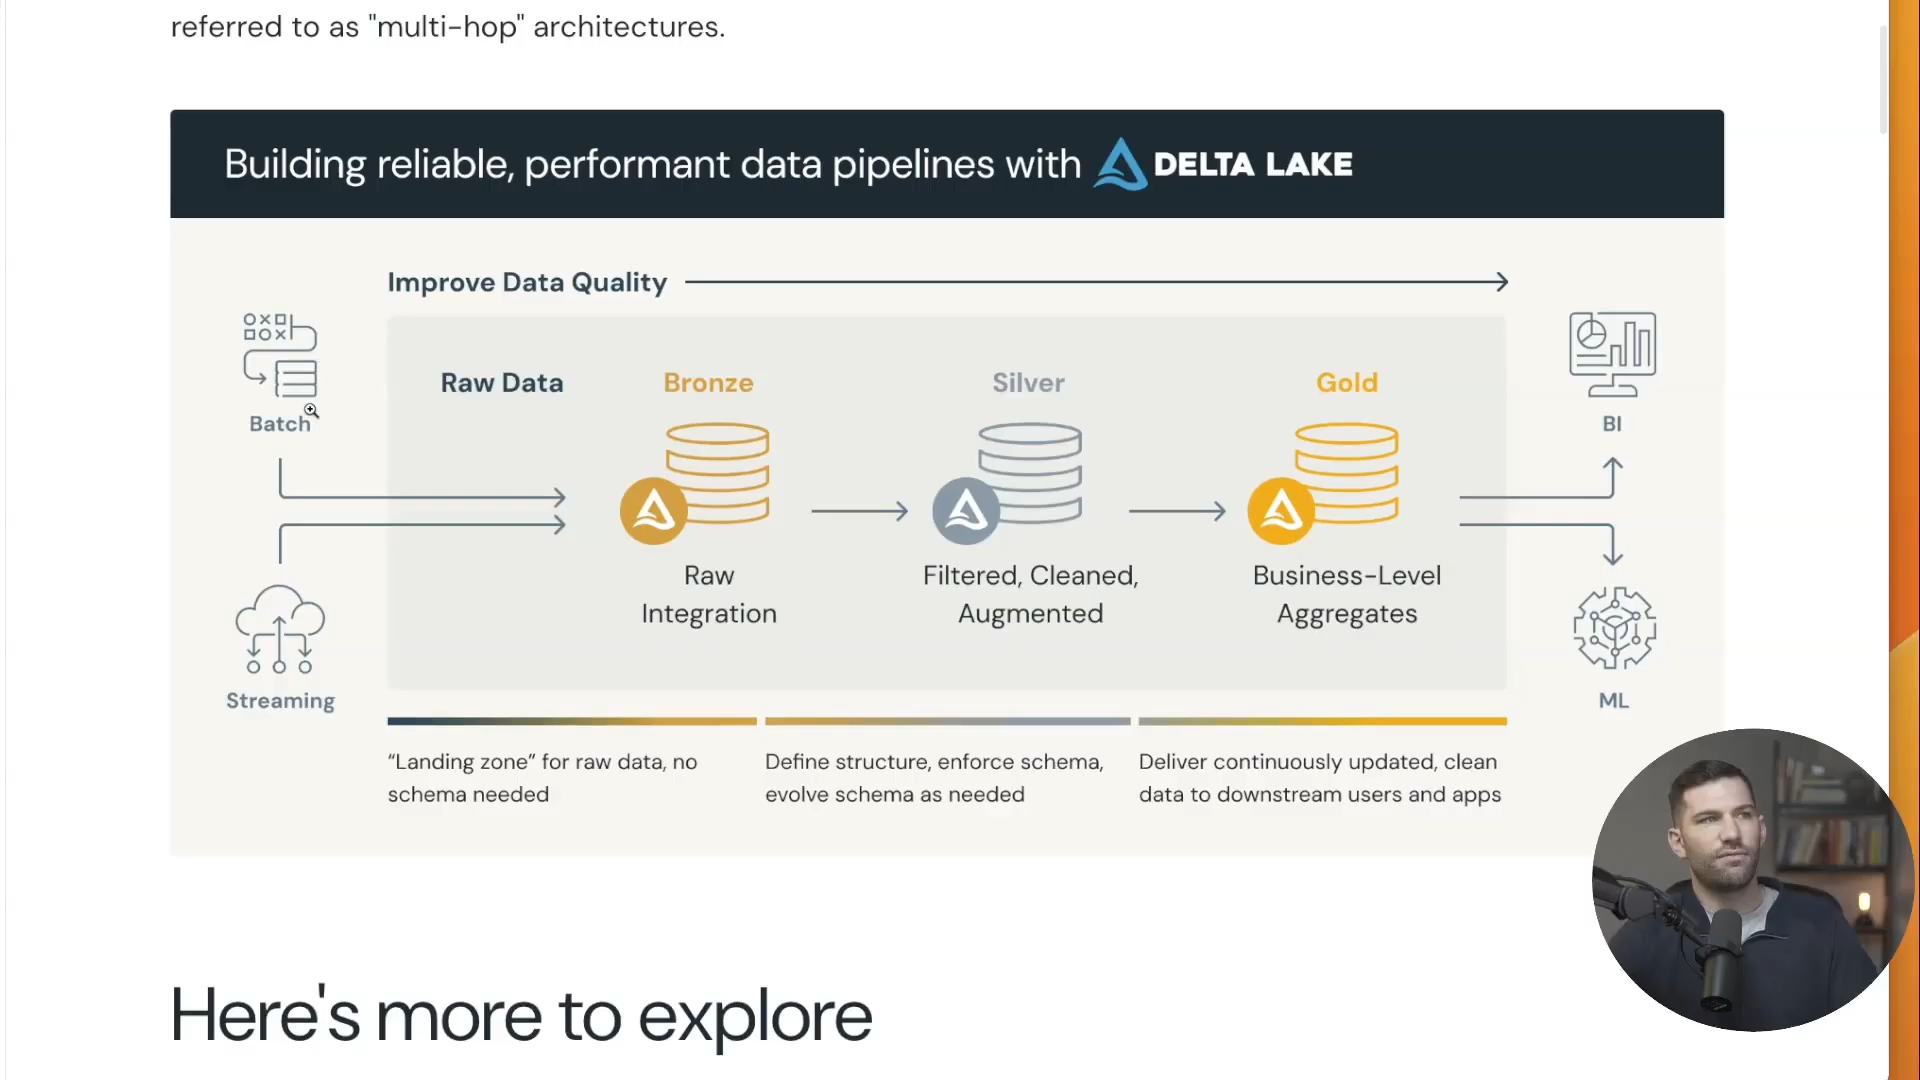 referred to as "multi-hop" architectures.
Building reliable, performant data pipelines with DELTA LAKE
Improve Data Quality
Batch
Raw Data
Bronze
Silver
Gold
BI
Raw
Integration
Filtered, Cleaned,
Augmented
Business-Level
Aggregates
Streaming
ML
“Landing zone” for raw data, no
schema needed
Define structure, enforce schema,
evolve schema as needed
Deliver continuously updated, clean
data to downstream users and apps
Here's more to explore